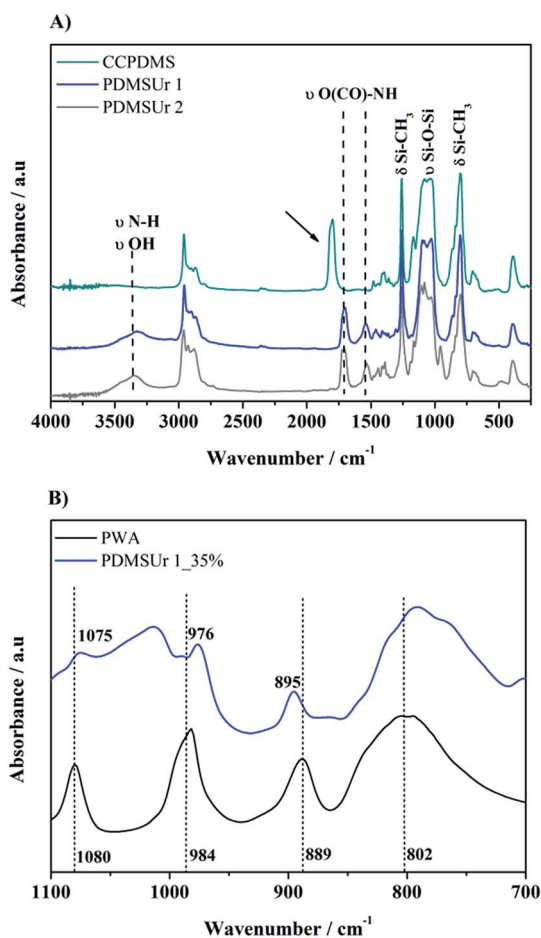 A)
CCPDMS
PDMSUr 1
PDMSUr 2
υ O(CO)-NH
δ Si-CH3
υ Si-O-Si
δ Si-CH3
υ N-H
υ OH
Absorbance / a.u
4000 3500 3000 2500 2000 1500 1000 500
Wavenumber / cm-1
B)
PWA
PDMSUr 1_35%
1075
976
895
Absorbance / a.u
1080
984
889
802
1100 1000 900 800 700
Wavenumber / cm-1